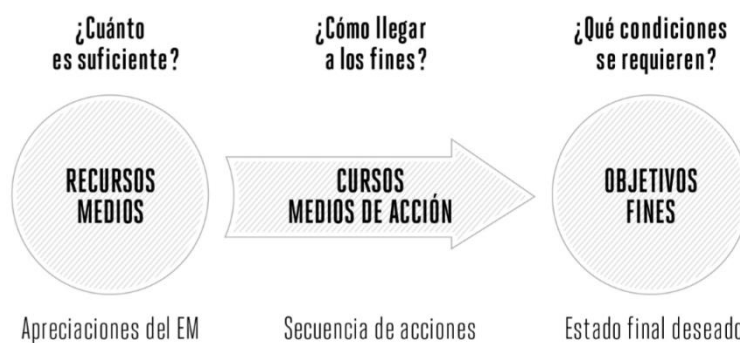 ¿Cuánto
es suficiente?
¿Cómo llegar
a los fines?
¿Qué condiciones
se requieren?
RECURSOS
MEDIOS
CURSOS
MEDIOS DE ACCIÓN
OBJETIVOS
FINES
Apreciaciones del EM
Secuencia de acciones
Estado final deseado